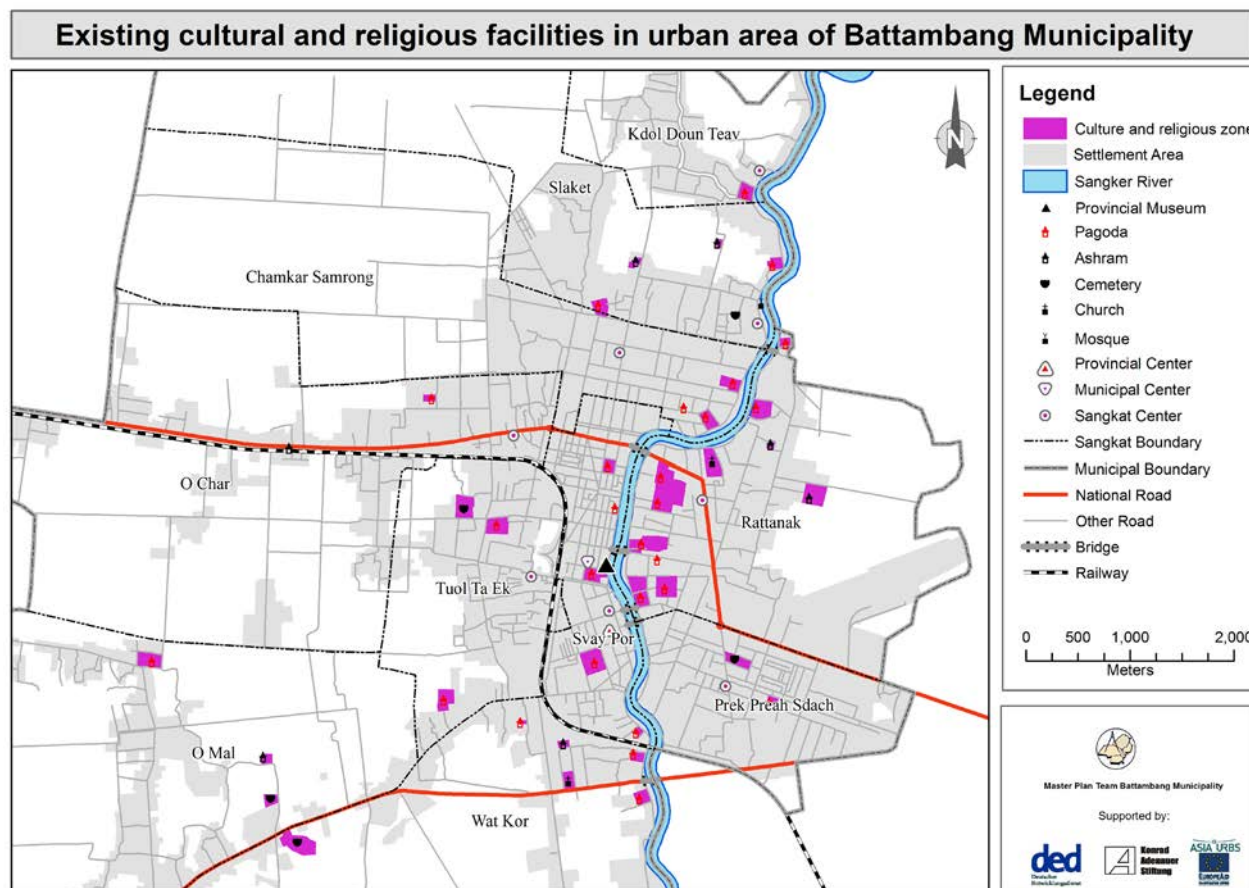 Existing cultural and religious facilities in urban area of Battambang Municipality
Kdol Doun Teav
Slaket
Chamkar Samrong
O Char
Rattanak
Tuol Ta Ek
Svay Por
Prek Preah Sdach
O Mal
Wat Kor
N
Legend
Culture and religious zone
Settlement Area
Sangker River
Provincial Museum
Pagoda
Ashram
Cemetery
Church
Mosque
Provincial Center
Municipal Center
Sangkat Center
Sangkat Boundary
Municipal Boundary
National Road
Other Road
Bridge
Railway
0 500 1,000 2,00
Meters
Master Plan Team Battambang Municipality
Supported by:
ded
Deutscher
Entwicklungsdienst
Konrad
Adenauer
Stiftung
ASIA URBS
EUROPEAID